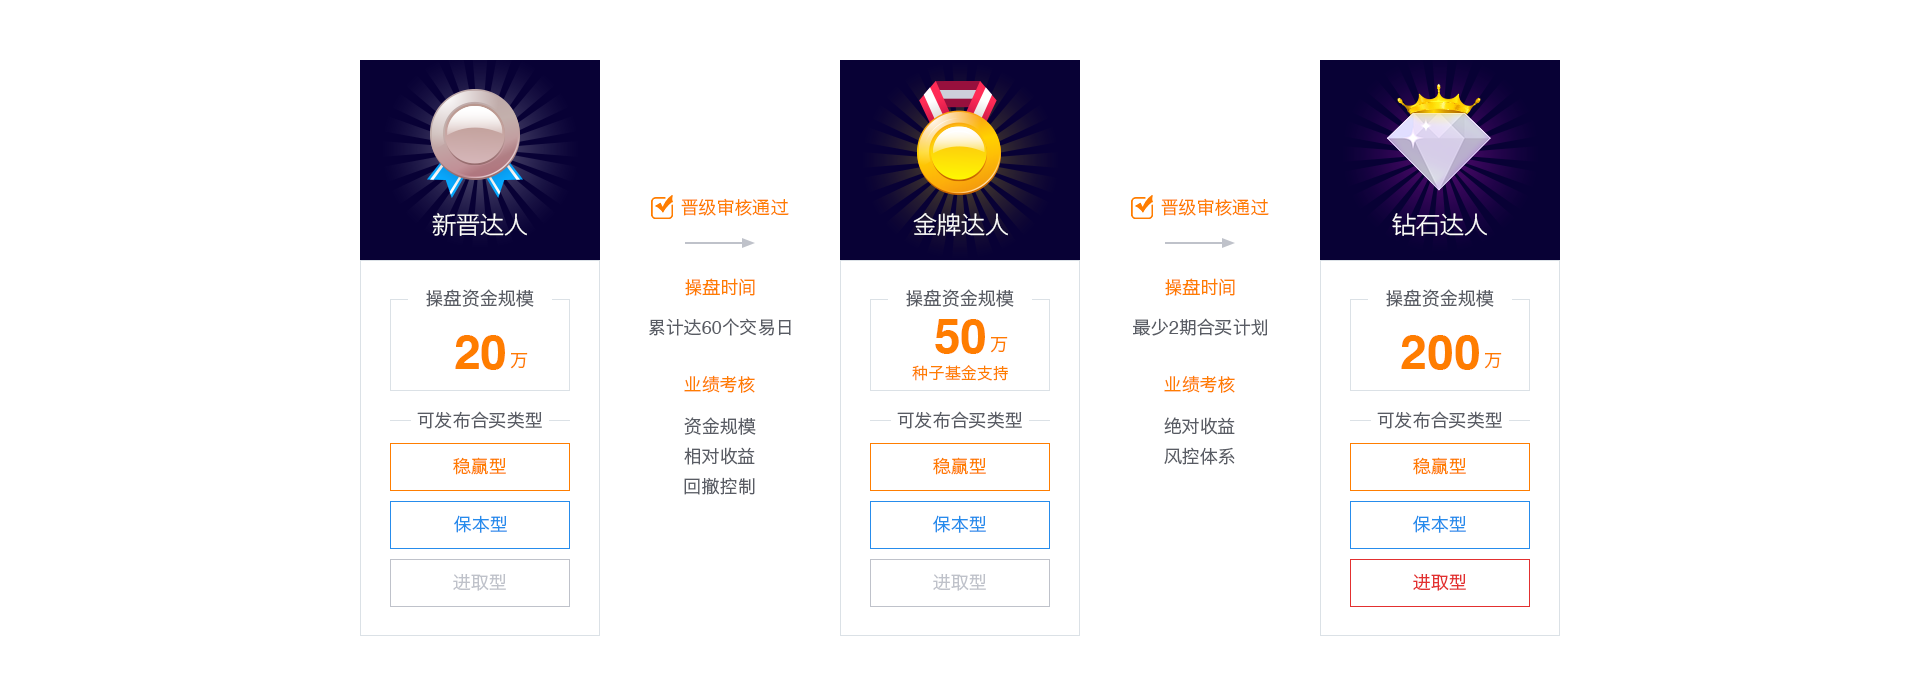 新晋达人
操盘资金规模
20万
可发布合买类型
稳赢型
保本型
进取型
晋级审核通过
操盘时间
累计达60个交易日
业绩考核
资金规模
相对收益
回撤控制
金牌达人
操盘资金规模
50万
种子基金支持
可发布合买类型
稳赢型
保本型
进取型
晋级审核通过
操盘时间
最少2期合买计划
业绩考核
绝对收益
风控体系
钻石达人
操盘资金规模
200万
可发布合买类型
稳赢型
保本型
进取型